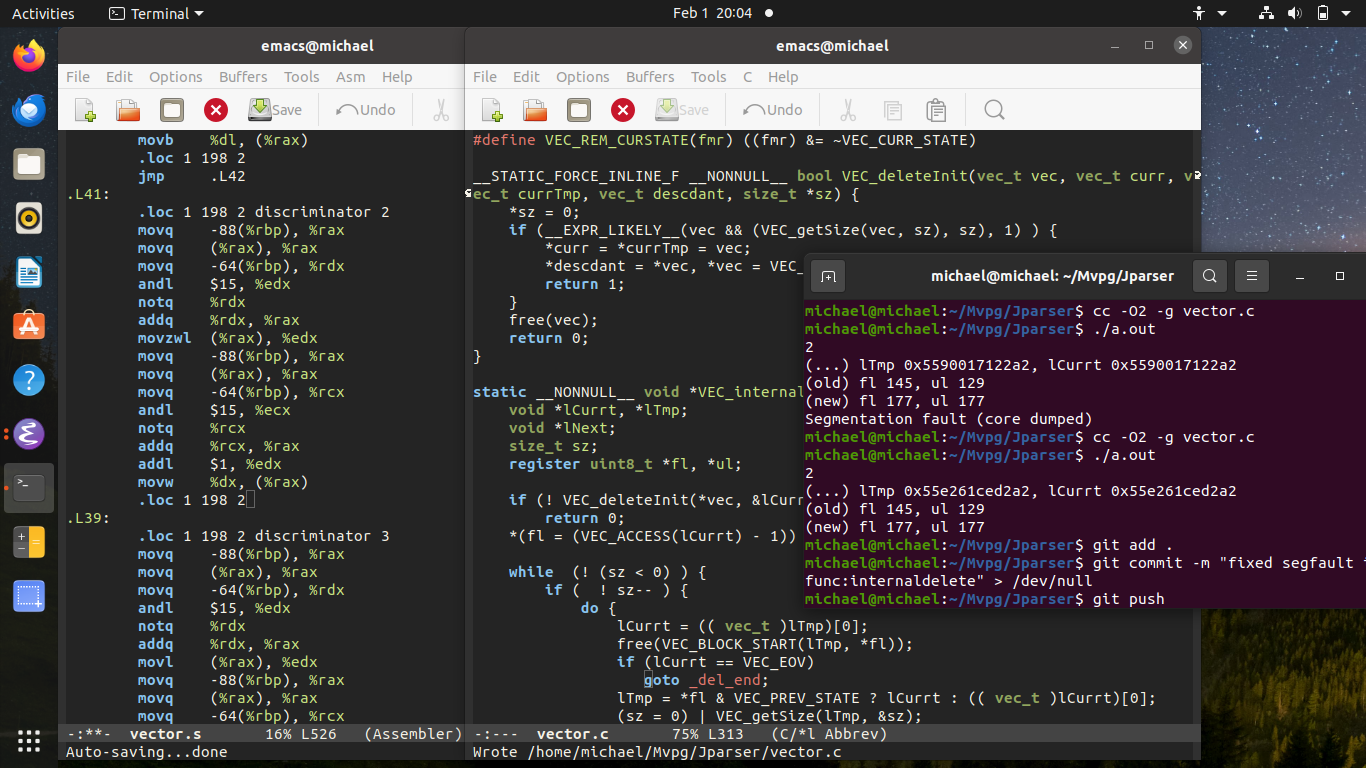 Activities
Terminal
Feb 1 20:04
emacs@michael
File Edit Options Buffers Tools Asm Help
Save
Undo
movb %dl, (%rax)
.loc 1 198 2
jmp .L42
.L41:
.loc 1 198 2 discriminator 2
movq -88(%rbp), %rax
movq (%rax), %rax
movq -64(%rbp), %rdx
andl $15, %edx
notq %rdx
addq %rdx, %rax
movzwl (%rax), %edx
movq -88(%rbp), %rax
movq (%rax), %rax
movq -64(%rbp), %rcx
andl $15, %ecx
notq %rcx
addq %rcx, %rax
addl $1, %edx
movw %dx, (%rax)
.loc 1 198 2
.L39:
.loc 1 198 2 discriminator 3
movq -88(%rbp), %rax
movq (%rax), %rax
movq -64(%rbp), %rdx
andl $15, %edx
notq %rdx
addq %rdx, %rax
movl (%rax), %edx
movq -88(%rbp), %rax
movq (%rax), %rax
movq -64(%rbp), %rcx
-:**- vector.s 16% L526 (Assembler)
Auto-saving...done
emacs@michael
File Edit Options Buffers Tools C Help
Save
Undo
#define VEC_REM_CURSTATE(fmr) ((fmr) &= ~VEC_CURR_STATE)
__STATIC_FORCE_INLINE_F __NONNULL__ bool VEC_deleteInit(vec_t vec, vec_t curr, v
ec_t currTmp, vec_t descdant, size_t *sz) {
*sz = 0;
if (__EXPR_LIKELY__(vec && (VEC_getSize(vec, sz), sz), 1) ) {
*curr = *currTmp = vec;
*descdant = *vec, *vec = VEC_
return 1;
}
free(vec);
return 0;
}
static __NONNULL__ void *VEC_internal
void *lCurrt, *lTmp;
void *lNext;
size_t sz;
register uint8_t *fl, *ul;
if (! VEC_deleteInit(*vec, &lCurr
return 0;
*(fl = (VEC_ACCESS(lCurrt) - 1))
while (! (sz < 0) ) {
if ( ! sz-- ) {
do {
lCurrt = (( vec_t )lTmp)[0];
free(VEC_BLOCK_START(lTmp, *fl));
if (lCurrt == VEC_EOV)
goto _del_end;
lTmp = *fl & VEC_PREV_STATE ? lCurrt : (( vec_t )lCurrt)[0];
(sz = 0) | VEC_getSize(lTmp, &sz);
-:--- vector.c 75% L313 (C/*l Abbrev)
Wrote /home/michael/Mvpg/Jparser/vector.c
michael@michael: ~/Mvpg/Jparser
michael@michael:~/Mvpg/Jparser$ cc -O2 -g vector.c
michael@michael:~/Mvpg/Jparser$ ./a.out
2
(...) lTmp 0x5590017122a2, lCurrt 0x5590017122a2
(old) fl 145, ul 129
(new) fl 177, ul 177
Segmentation fault (core dumped)
michael@michael:~/Mvpg/Jparser$ cc -O2 -g vector.c
michael@michael:~/Mvpg/Jparser$ ./a.out
2
(...) lTmp 0x55e261ced2a2, lCurrt 0x55e261ced2a2
(old) fl 145, ul 129
(new) fl 177, ul 177
michael@michael:~/Mvpg/Jparser$ git add .
michael@michael:~/Mvpg/Jparser$ git commit -m "fixed segfault
func:internaldelete" > /dev/null
michael@michael:~/Mvpg/Jparser$ git push